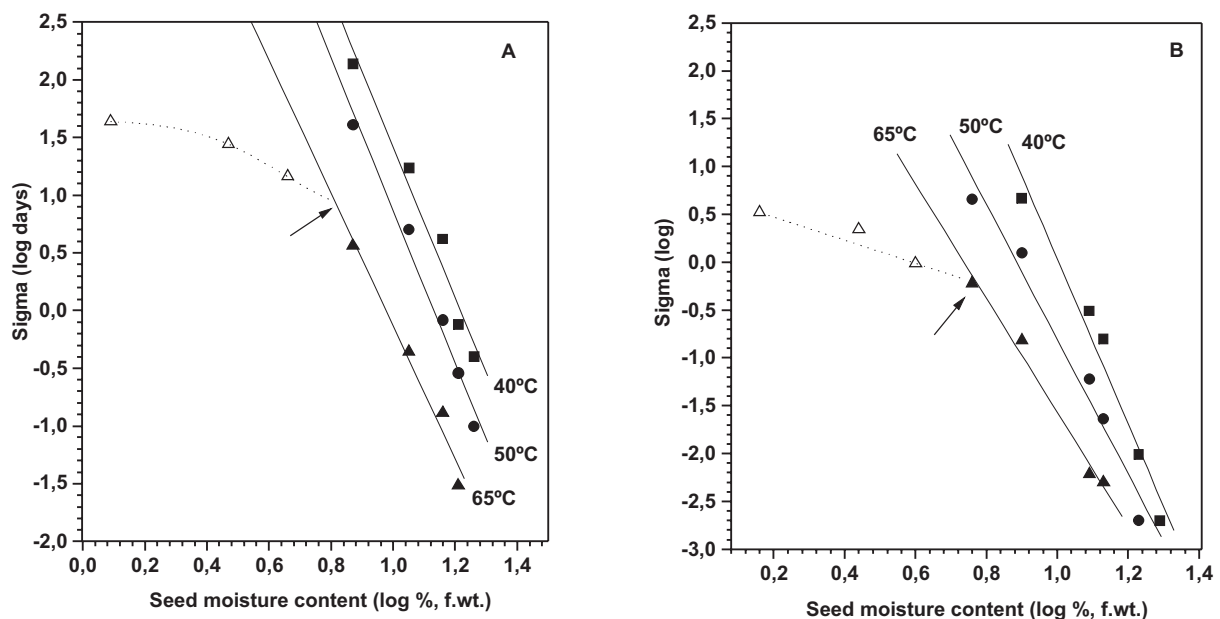 A
2,5
2,0
1,5
1,0
0,5
0,0
-0,5
-1,0
-1,5
-2,0
Sigma (log days)
40ºC
50ºC
65ºC
0,0 0,2 0,4 0,6 0,8 1,0 1,2 1,4
Seed moisture content (log %, f.wt.)
B
2,5
2,0
1,5
1,0
0,5
0,0
-0,5
-1,0
-1,5
-2,0
-2,5
-3,0
Sigma (log)
65ºC
50ºC
40ºC
0,2 0,4 0,6 0,8 1,0 1,2 1,4
Seed moisture content (log %, f.wt.)